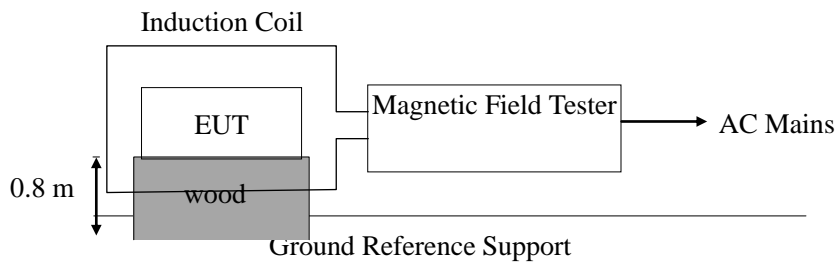 Induction Coil
EUT
Magnetic Field Tester
AC Mains
0.8 m
wood
Ground Reference Support